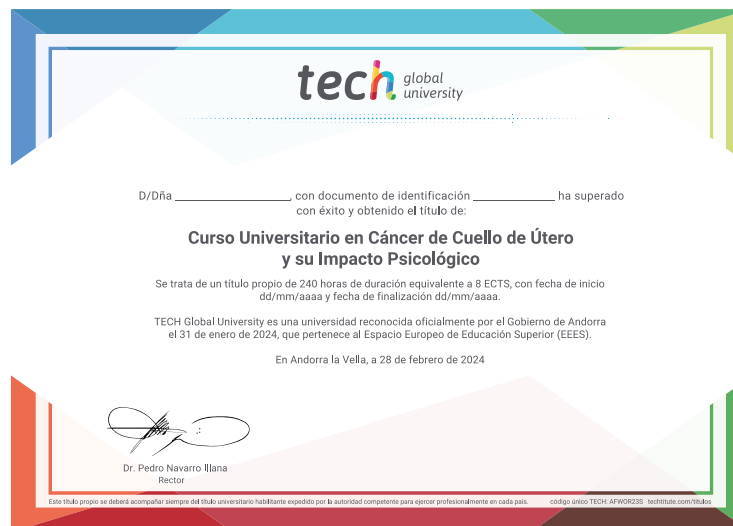 tech global
university
D/Dña ____________________, con documento de identificación ______________ ha superado
con éxito y obtenido el título de:
Curso Universitario en Cáncer de Cuello de Útero
y su Impacto Psicológico
Se trata de un título propio de 240 horas de duración equivalente a 8 ECTS, con fecha de inicio
dd/mm/aaaa y fecha de finalización dd/mm/aaaa.
TECH Global University es una universidad reconocida oficialmente por el Gobierno de Andorra
el 31 de enero de 2024, que pertenece al Espacio Europeo de Educación Superior (EEES).
En Andorra la Vella, a 28 de febrero de 2024
Dr. Pedro Navarro Illana
Rector
Este título propio se deberá acompañar siempre del título universitario habilitante expedido por la autoridad competente para ejercer profesionalmente en cada país. código único TECH: AFWOR23S techtitute.com/titulos